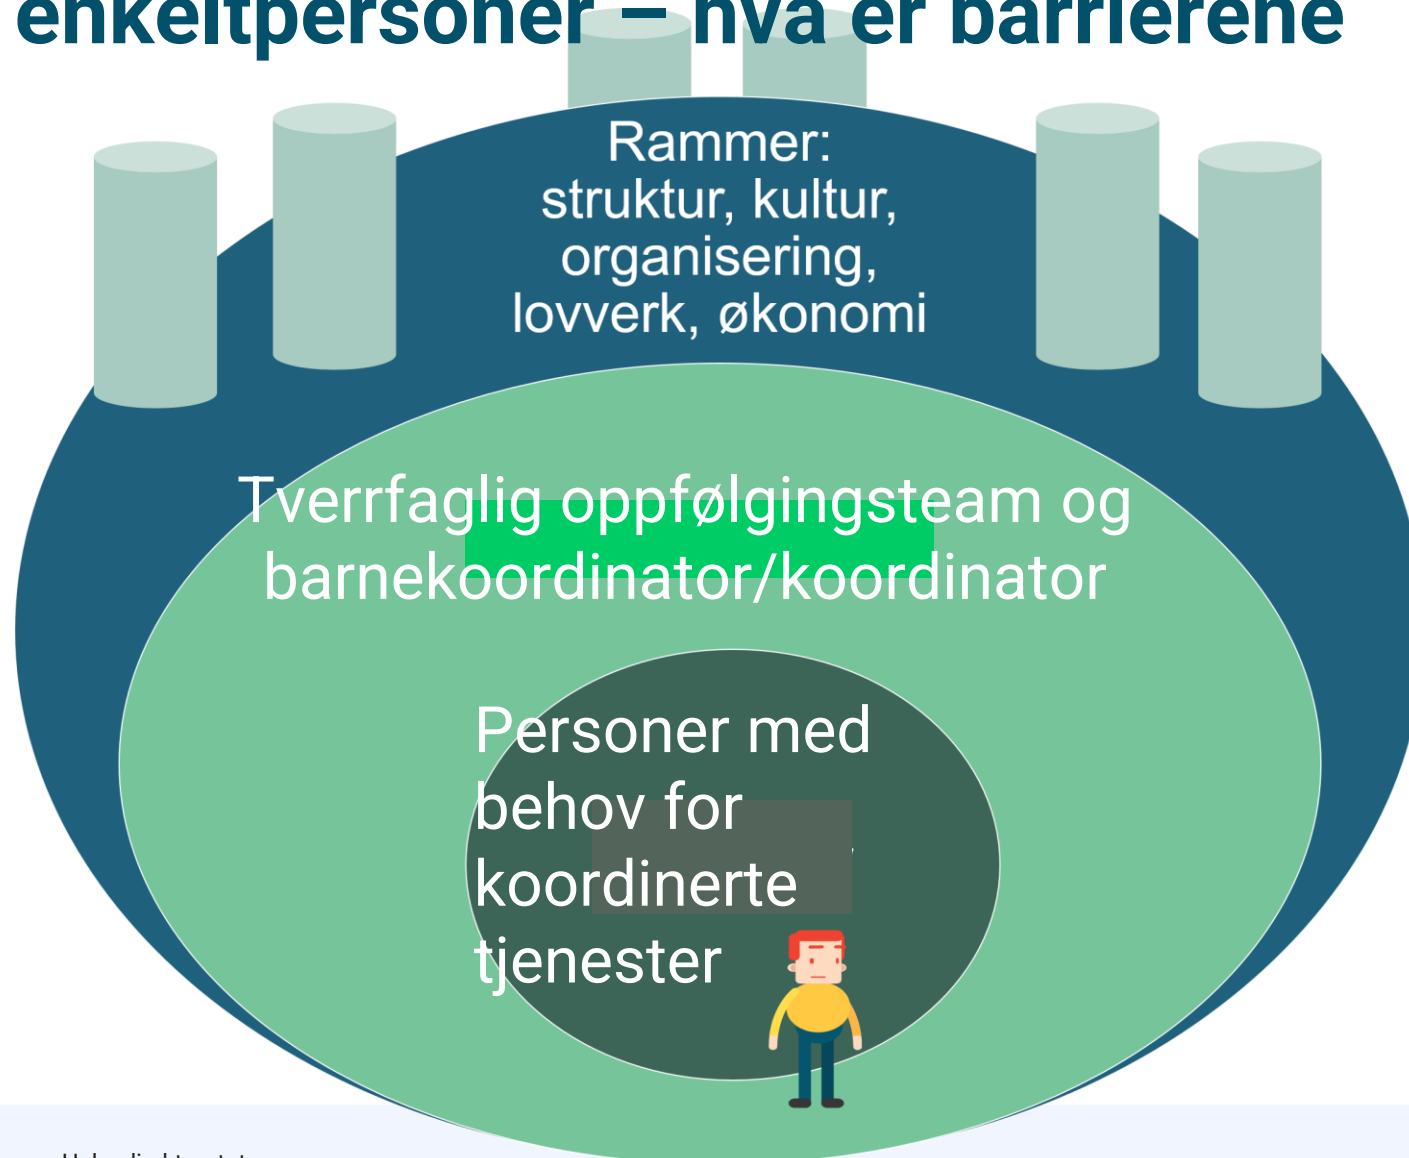 enkeltpersoner – hva er barrierene
Rammer:
struktur, kultur,
organisering,
lovverk, økonomi
Tverrfaglig oppfølgingsteam og
barnekoordinator/koordinator
Personer med
behov for
koordinerte
tjenester